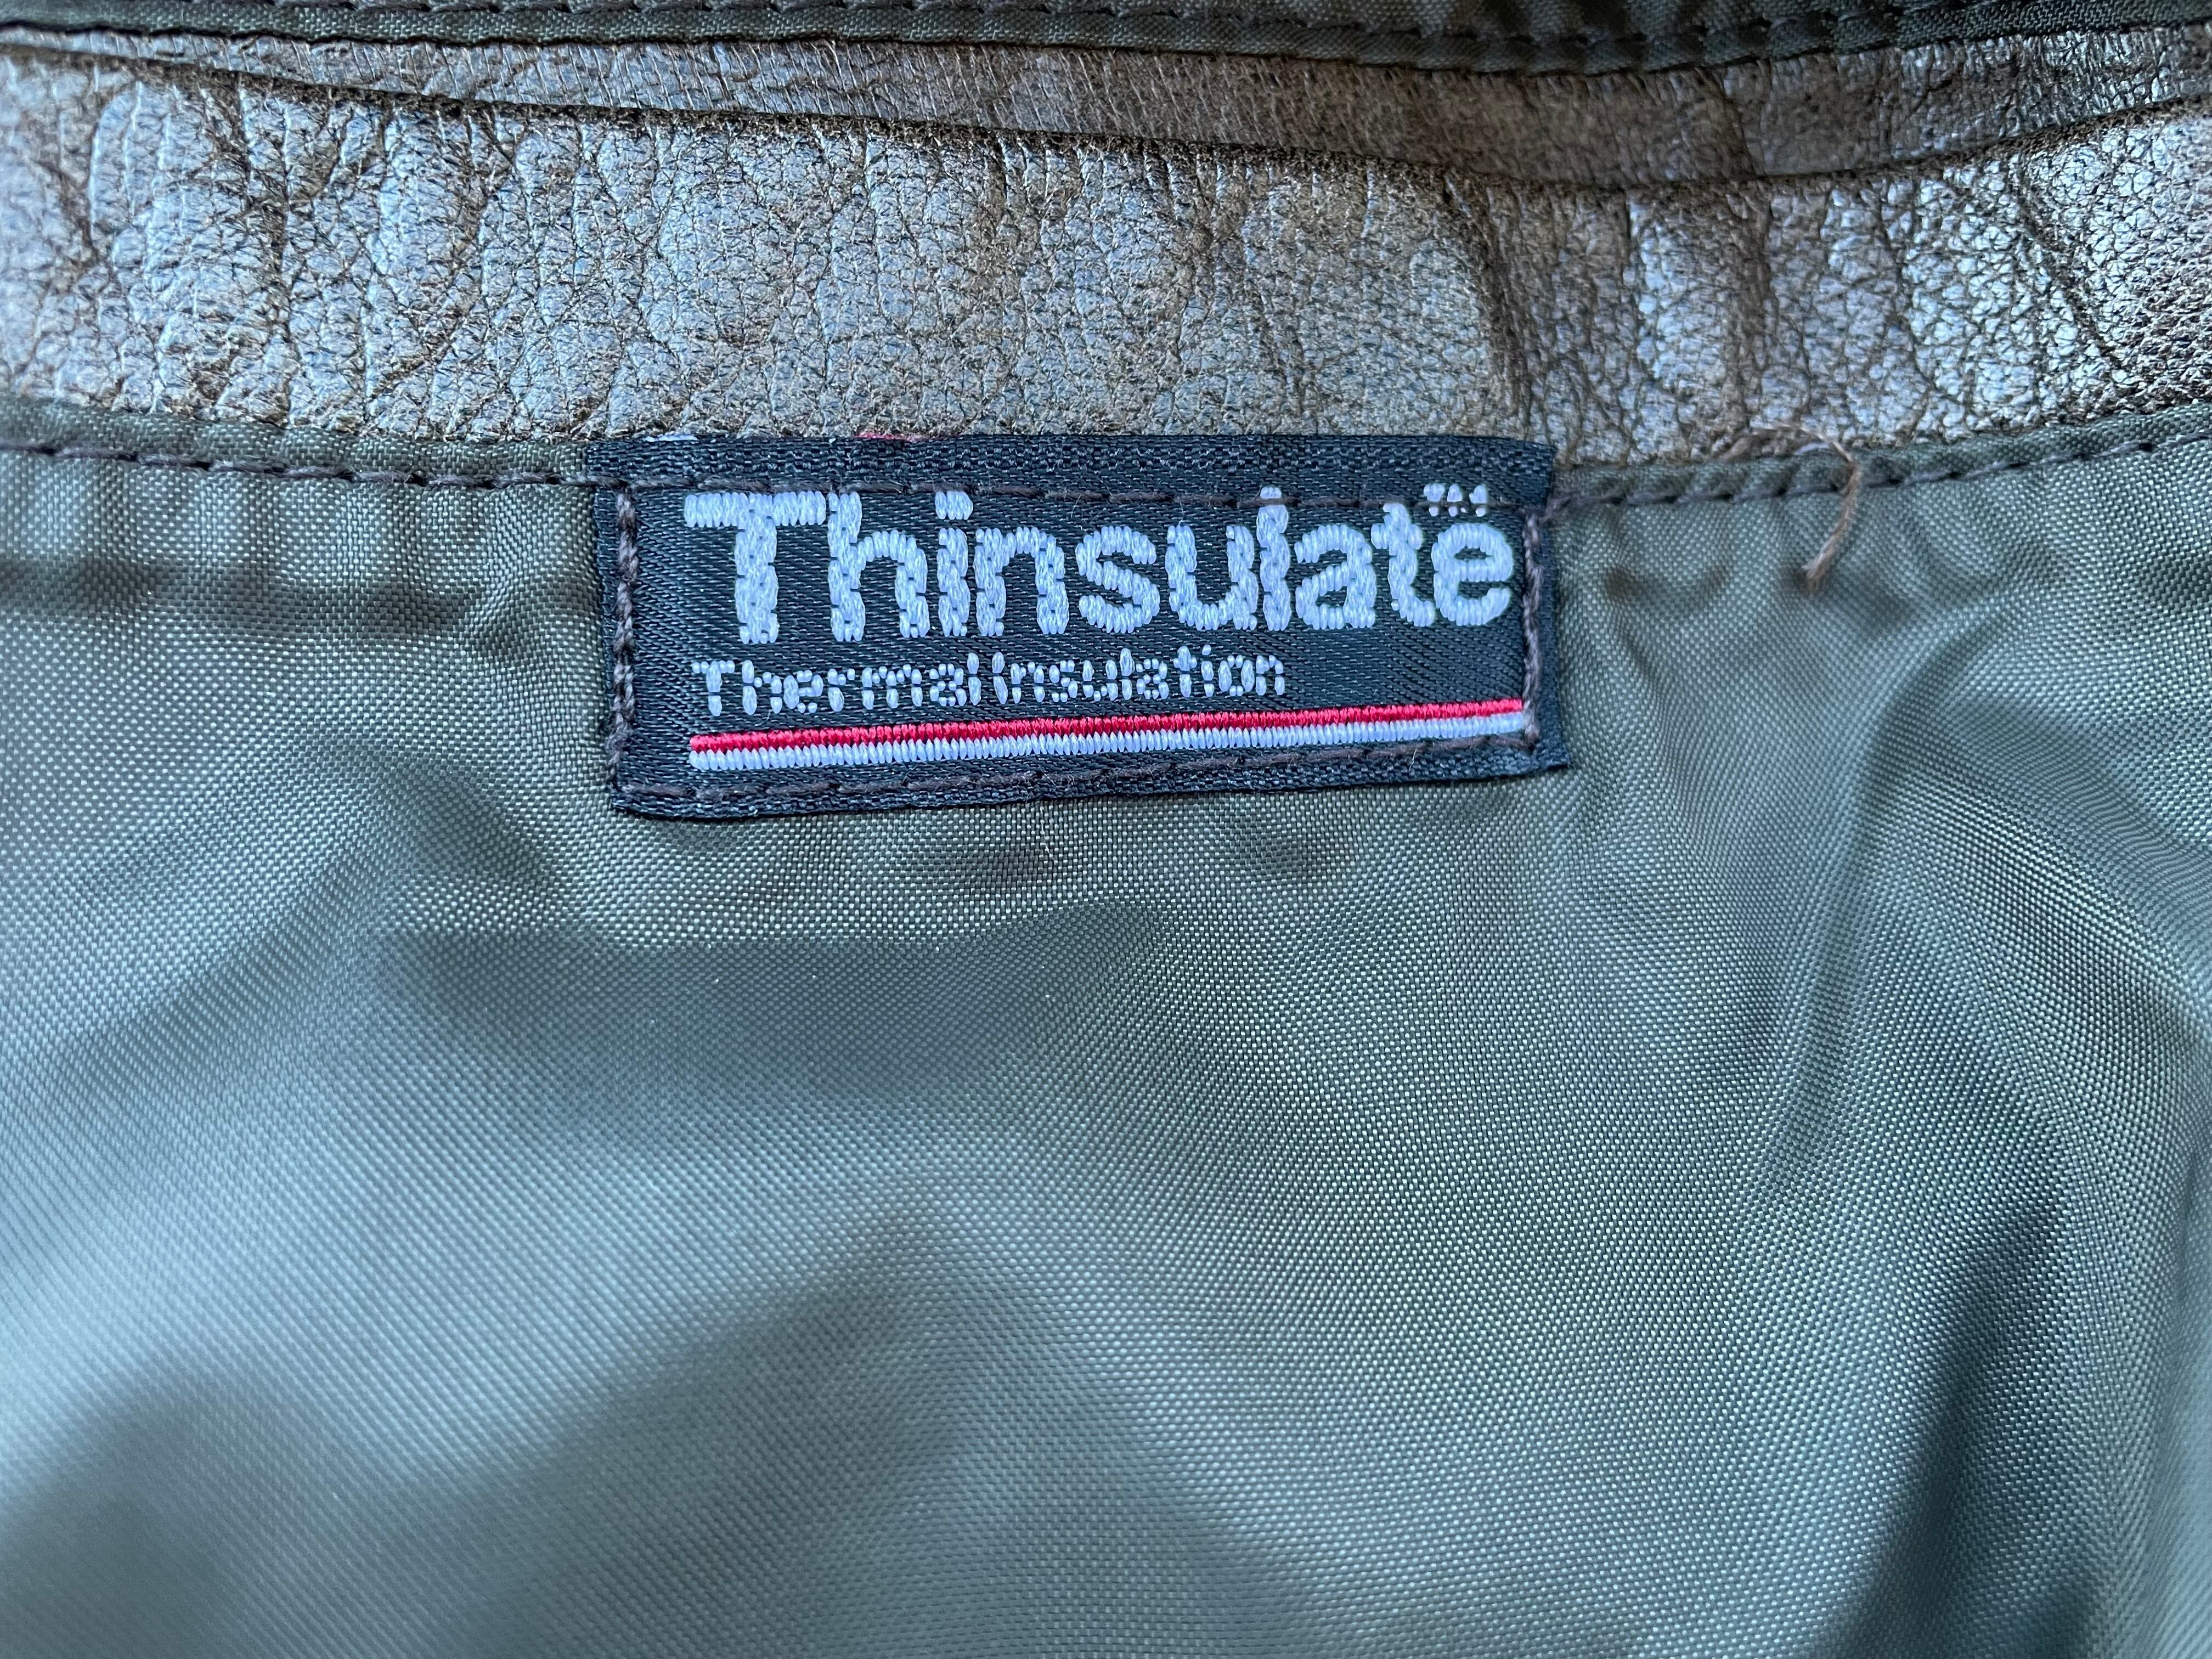 Thinsulate™
Thermal Insulation